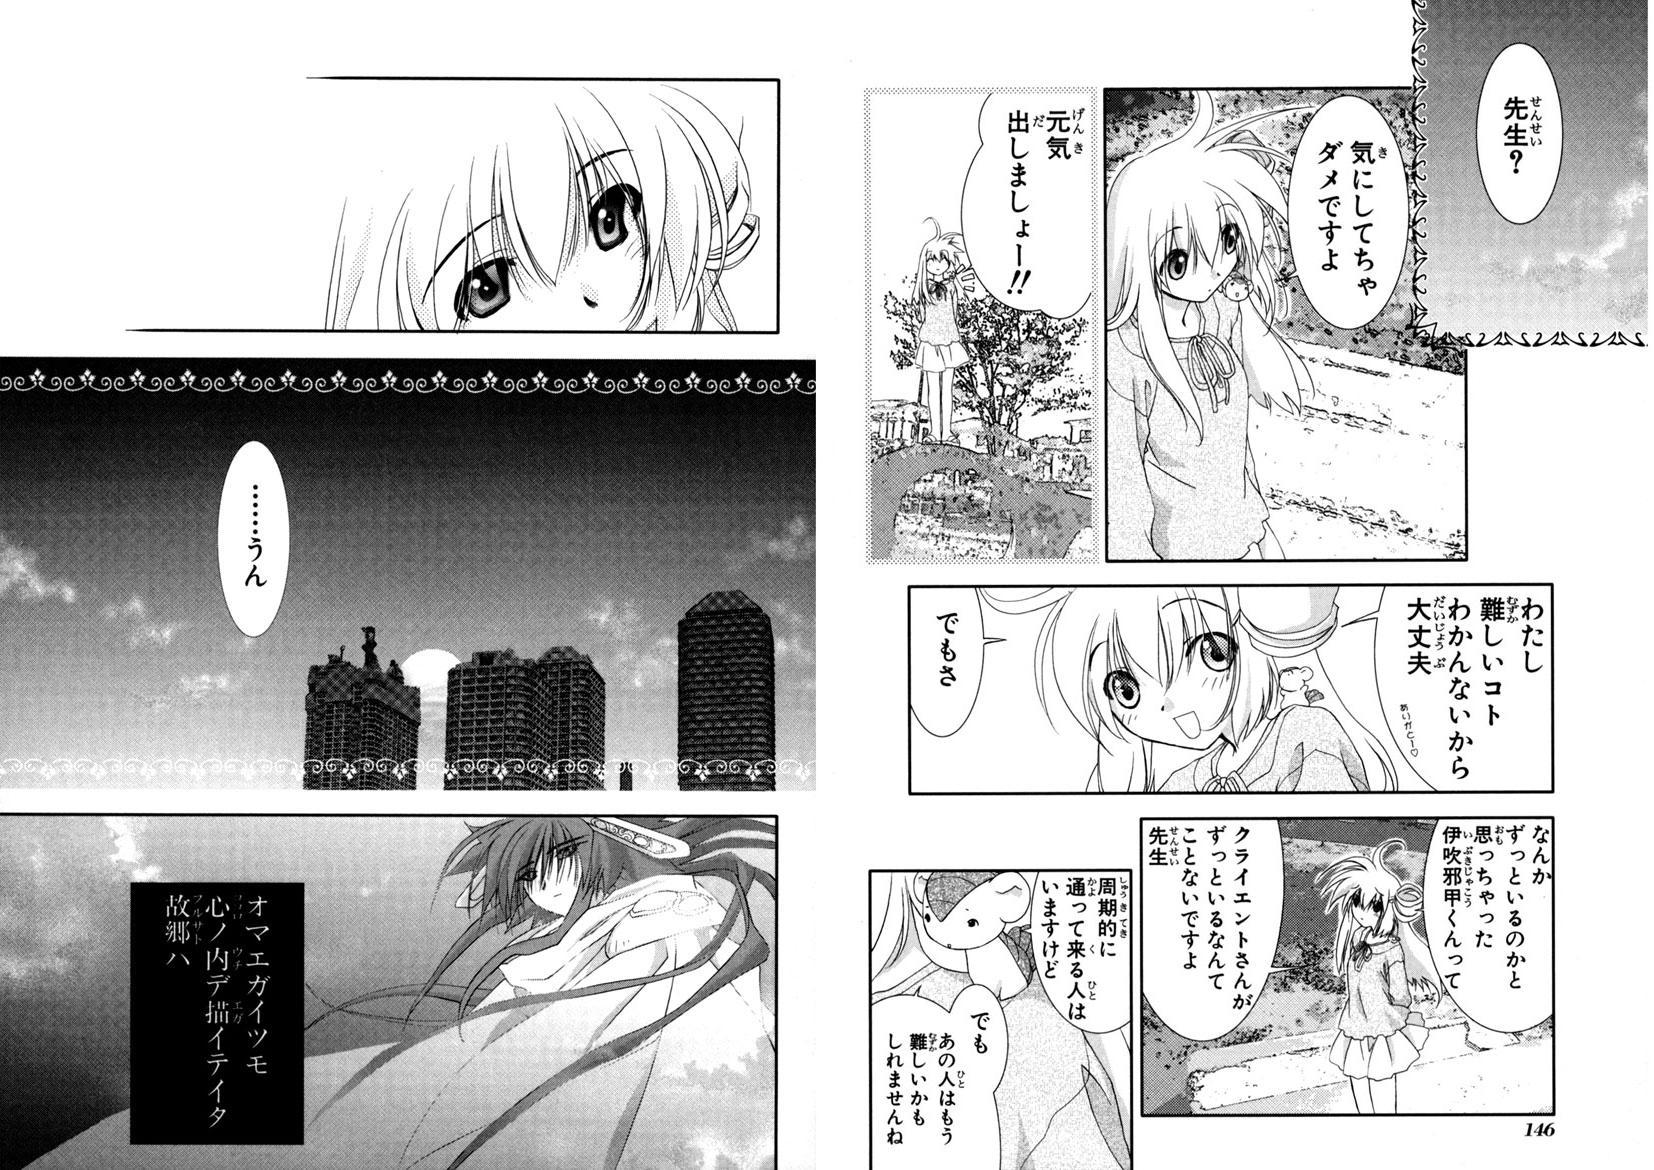 先生？
気にしてちゃ
ダメですよ
元気
出しましょー!!
わたし
難しいコト
わかんないから
大丈夫
ありがとー♡
でもさ
なんか
ずっといるのかと
思っちゃった
伊吹邪甲くんって
クライエントさんが
ずっといるなんて
ことないですよ
先生
周期的に
通って来る人は
いますけど
でも
あの人はもう
難しいかも
しれませんね
146
……うん
オマエガイツモ
心ノ内デ描イテイタ
故郷ハ